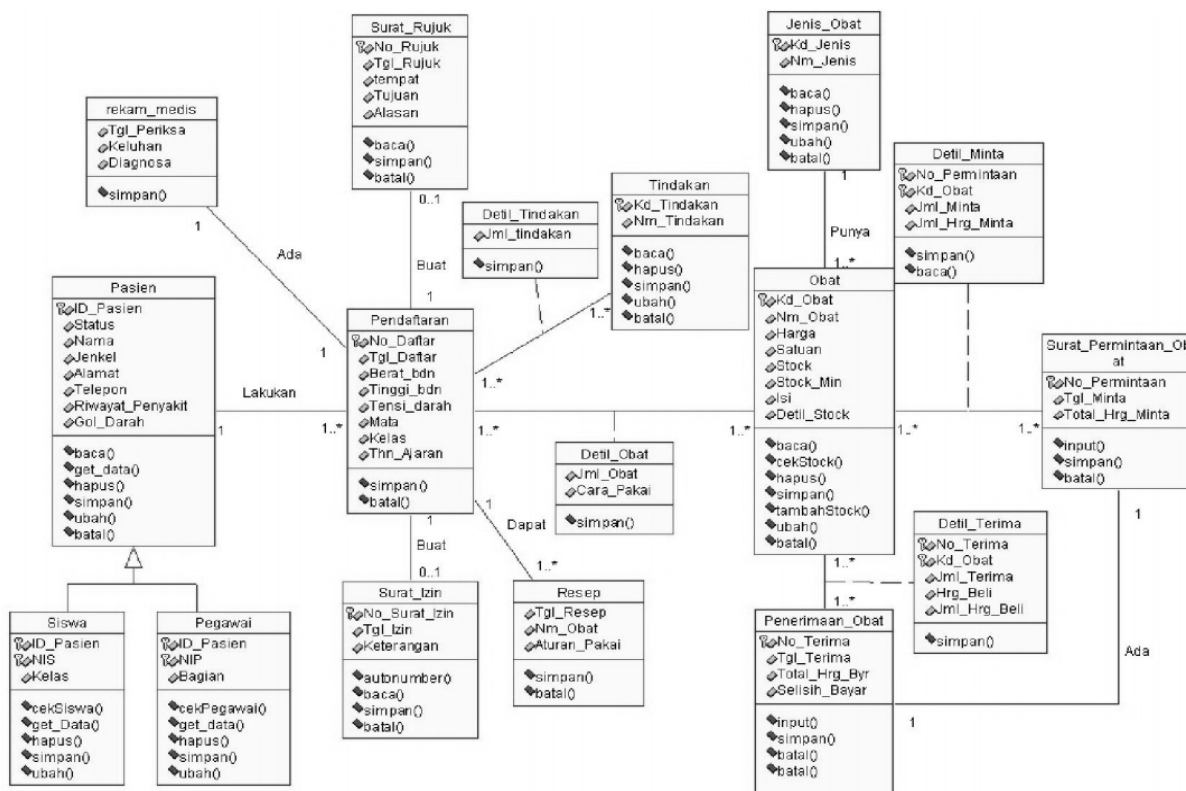 Surat_Rujuk
No_Rujuk
Tgl_Rujuk
tempat
Tujuan
Alasan
baca()
simpan()
batal()
0..1
Jenis_Obat
Kd_Jenis
Nm_Jenis
baca()
hapus()
simpan()
ubah()
batal()
1
rekam_medis
Tgl_Periksa
Keluhan
Diagnosa
simpan()
1
Ada
1
Buat
1
Detil_Tindakan
Jml_tindakan
simpan()
Tindakan
Kd_Tindakan
Nm_Tindakan
baca()
hapus()
simpan()
ubah()
batal()
1..*
1..*
Punya
1..*
Detil_Minta
No_Permintaan
Kd_Obat
Jml_Minta
Jml_Hrg_Minta
simpan()
baca()
Pasien
ID_Pasien
Status
Nama
Jenkel
Alamat
Telepon
Riwayat_Penyakit
Gol_Darah
baca()
get_data()
hapus()
simpan()
ubah()
batal()
Lakukan
1
1..*
Pendaftaran
No_Daftar
Tgl_Daftar
Berat_bdn
Tinggi_bdn
Tensi_darah
Mata
Kelas
Thn_Ajaran
simpan()
batal()
1..*
1..*
Detil_Obat
Jml_Obat
Cara_Pakai
simpan()
Obat
Kd_Obat
Nm_Obat
Harga
Satuan
Stock
Stock_Min
Isi
Detil_Stock
baca()
cekStock()
hapus()
simpan()
tambahStock()
ubah()
batal()
1..*
1..*
Surat_Permintaan_Ob
at
No_Permintaan
Tgl_Minta
Total_Hrg_Minta
input()
simpan()
batal()
1
1
Buat
0..1
1
Dapat
1..*
1..*
1..*
Detil_Terima
No_Terima
Kd_Obat
Jml_Terima
Hrg_Beli
Jml_Hrg_Beli
simpan()
Ada
1
Siswa
ID_Pasien
NIS
Kelas
cekSiswa()
get_Data()
hapus()
simpan()
ubah()
Pegawai
ID_Pasien
NIP
Bagian
cekPegawai()
get_data()
hapus()
simpan()
ubah()
Surat_Izin
No_Surat_Izin
Tgl_Izin
Keterangan
autonumber()
baca()
simpan()
batal()
Resep
Tgl_Resep
Nm_Obat
Aturan_Pakai
simpan()
batal()
Penerimaan_Obat
No_Terima
Tgl_Terima
Total_Hrg_Byr
Selisih_Bayar
input()
simpan()
batal()
batal()